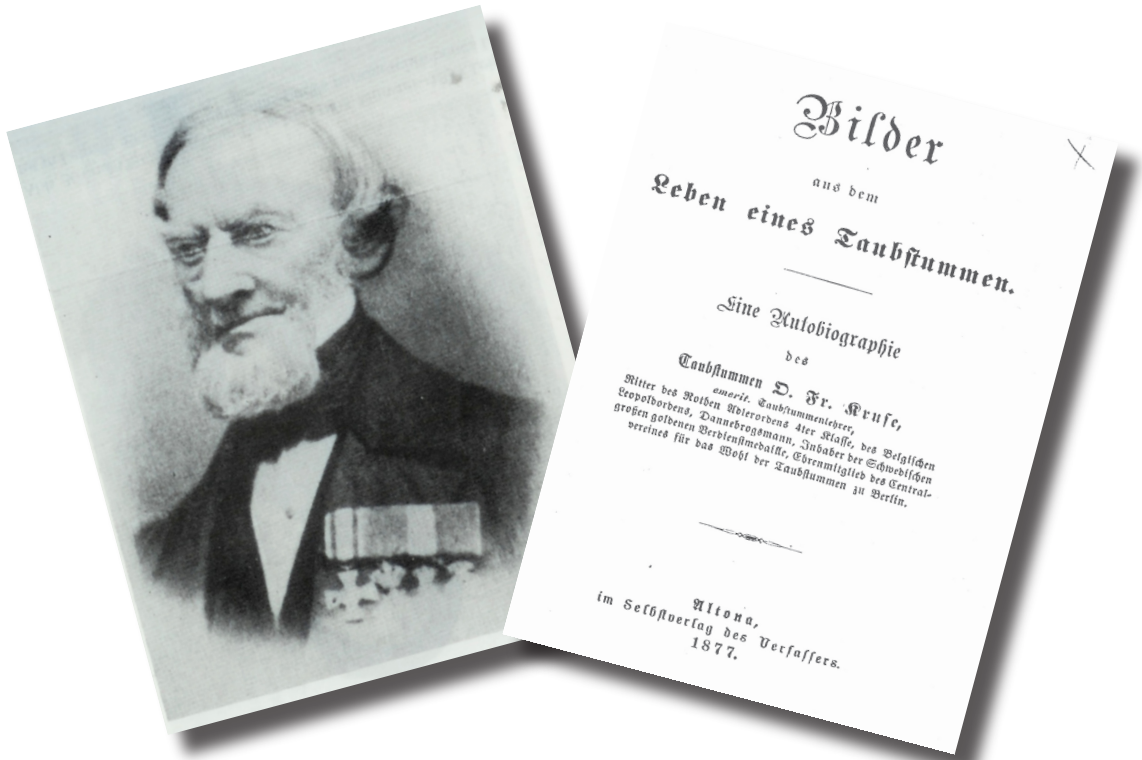 Bilder
aus dem
Leben eines Taubstummen.
Eine Autobiographie
des
Taubstummen O. Fr. Kruse,
emerit. Taubstummenlehrer,
Ritter des Rothen Adlerordens 4ter Klasse, des Belgischen
Leopoldordens, Dannebrogsmann, Inhaber der Schwedischen
großen goldenen Verdienstmedaille, Ehrenmitglied des Central-
vereines für das Wohl der Taubstummen zu Berlin.
Altona,
im Selbstverlag des Verfassers.
1877.